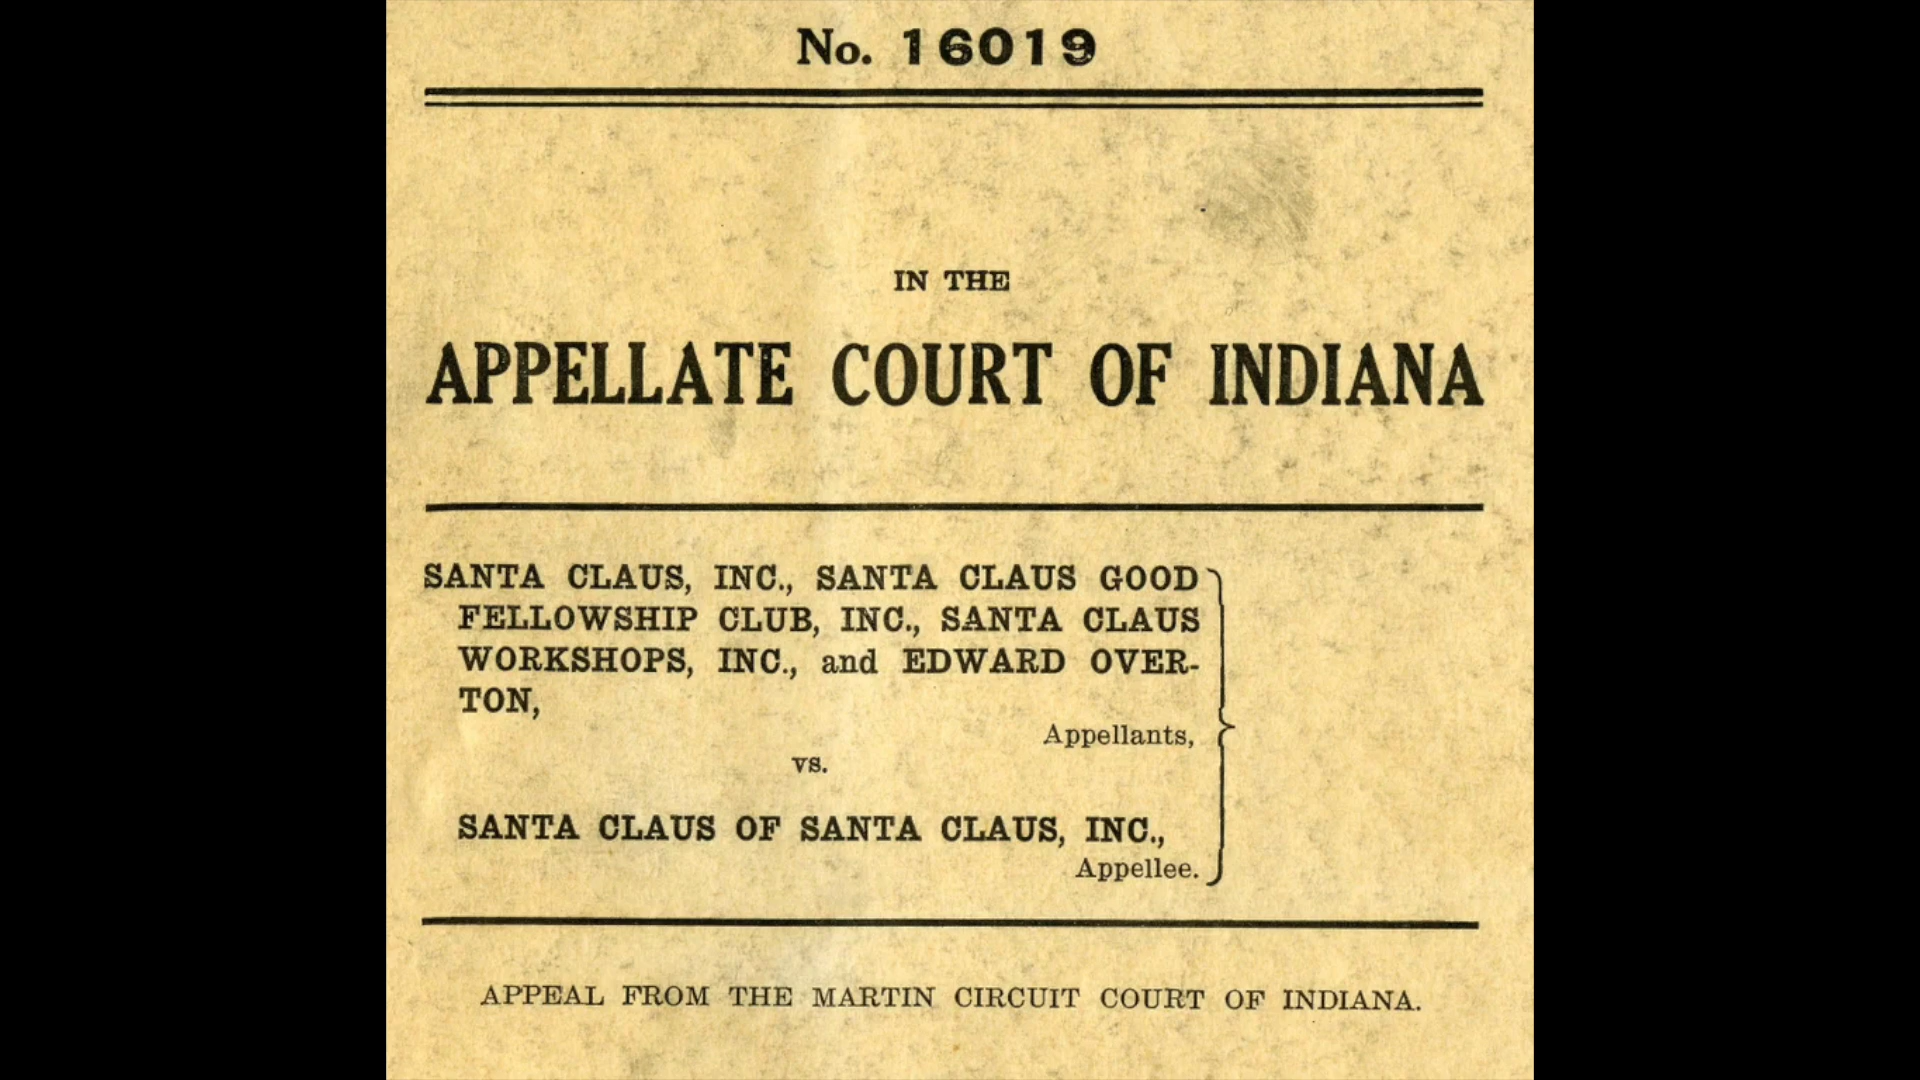 No. 16019
IN THE
APPELLATE COURT OF INDIANA
SANTA CLAUS, INC., SANTA CLAUS GOOD
FELLOWSHIP CLUB, INC., SANTA CLAUS
WORKSHOPS, INC., and EDWARD OVER-
TON,
Appellants,
vs.
SANTA CLAUS OF SANTA CLAUS, INC.,
Appellee.
APPEAL FROM THE MARTIN CIRCUIT COURT OF INDIANA.